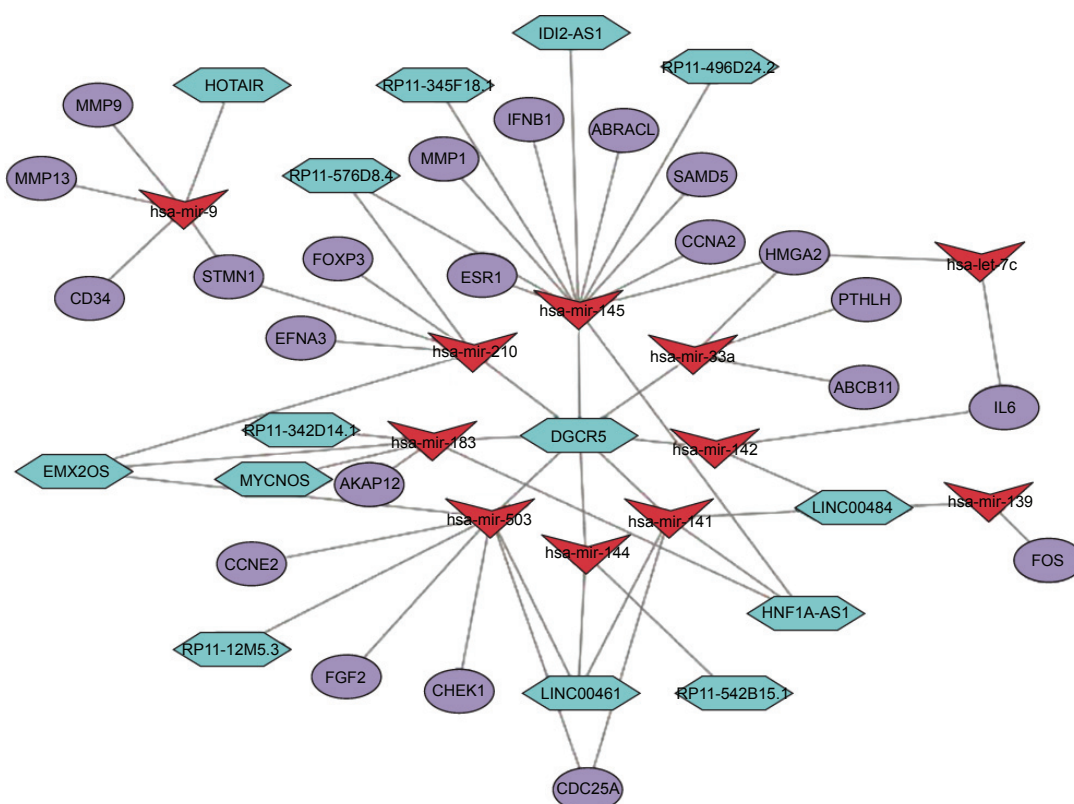 IDI2-AS1
RP11-496D24.2
HOTAIR
RP11-345F18.1
MMP9
IFNB1
ABRACL
MMP1
RP11-576D8.4
SAMD5
MMP13
hsa-mir-9
CCNA2
HMGA2
FOXP3
hsa-let-7c
STMN1
ESR1
CD34
PTHLH
hsa-mir-145
EFNA3
hsa-mir-210
hsa-mir-33a
ABCB11
IL6
RP11-342D14.1
hsa-mir-183
DGCR5
hsa-mir-142
EMX2OS
MYCNOS
AKAP12
hsa-mir-139
LINC00484
hsa-mir-503
hsa-mir-141
hsa-mir-144
FOS
CCNE2
HNF1A-AS1
RP11-12M5.3
FGF2
CHEK1
LINC00461
RP11-542B15.1
CDC25A